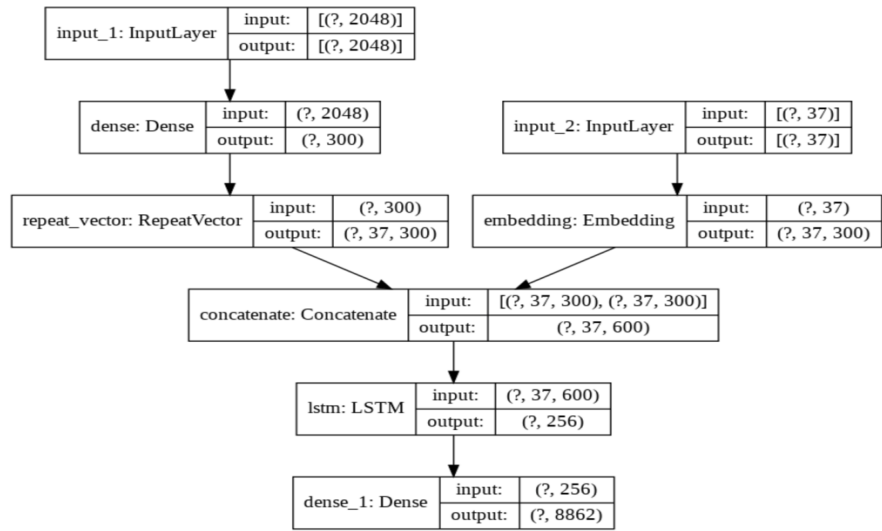 input_1: InputLayer
input: [(?, 2048)]
output: [(?, 2048)]
dense: Dense
input: (?, 2048)
output: (?, 300)
input_2: InputLayer
input: [(?, 37)]
output: [(?, 37)]
repeat_vector: RepeatVector
input: (?, 300)
output: (?, 37, 300)
embedding: Embedding
input: (?, 37)
output: (?, 37, 300)
concatenate: Concatenate
input: [(?, 37, 300), (?, 37, 300)]
output: (?, 37, 600)
lstm: LSTM
input: (?, 37, 600)
output: (?, 256)
dense_1: Dense
input: (?, 256)
output: (?, 8862)